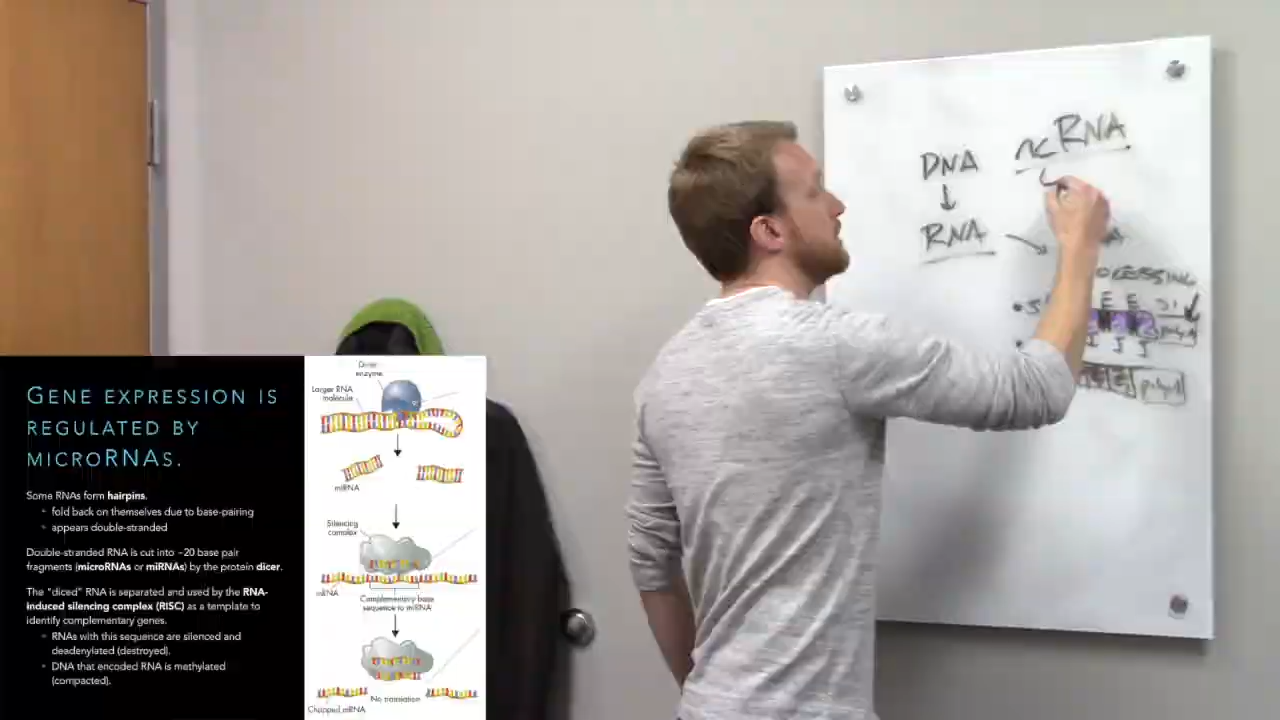 GENE EXPRESSION IS
REGULATED BY
MICRORNAS.
Some RNAs form hairpins.
fold back on themselves due to base-pairing
appears double-stranded
Double-stranded RNA is cut into ~20 base pair
fragments (microRNAs or miRNAs) by the protein dicer.
The "diced" RNA is separated and used by the RNA-
induced silencing complex (RISC) as a template to
identify complementary genes.
RNAs with this sequence are silenced and
deadenylated (destroyed).
DNA that encoded RNA is methylated
(compacted).
Dicer
enzyme
Larger RNA
molecule
miRNA
Silencing
complex
mRNA
Complementary base
sequence to miRNA
No translation
Chopped mRNA
DNA
ncRNA
RNA
E E